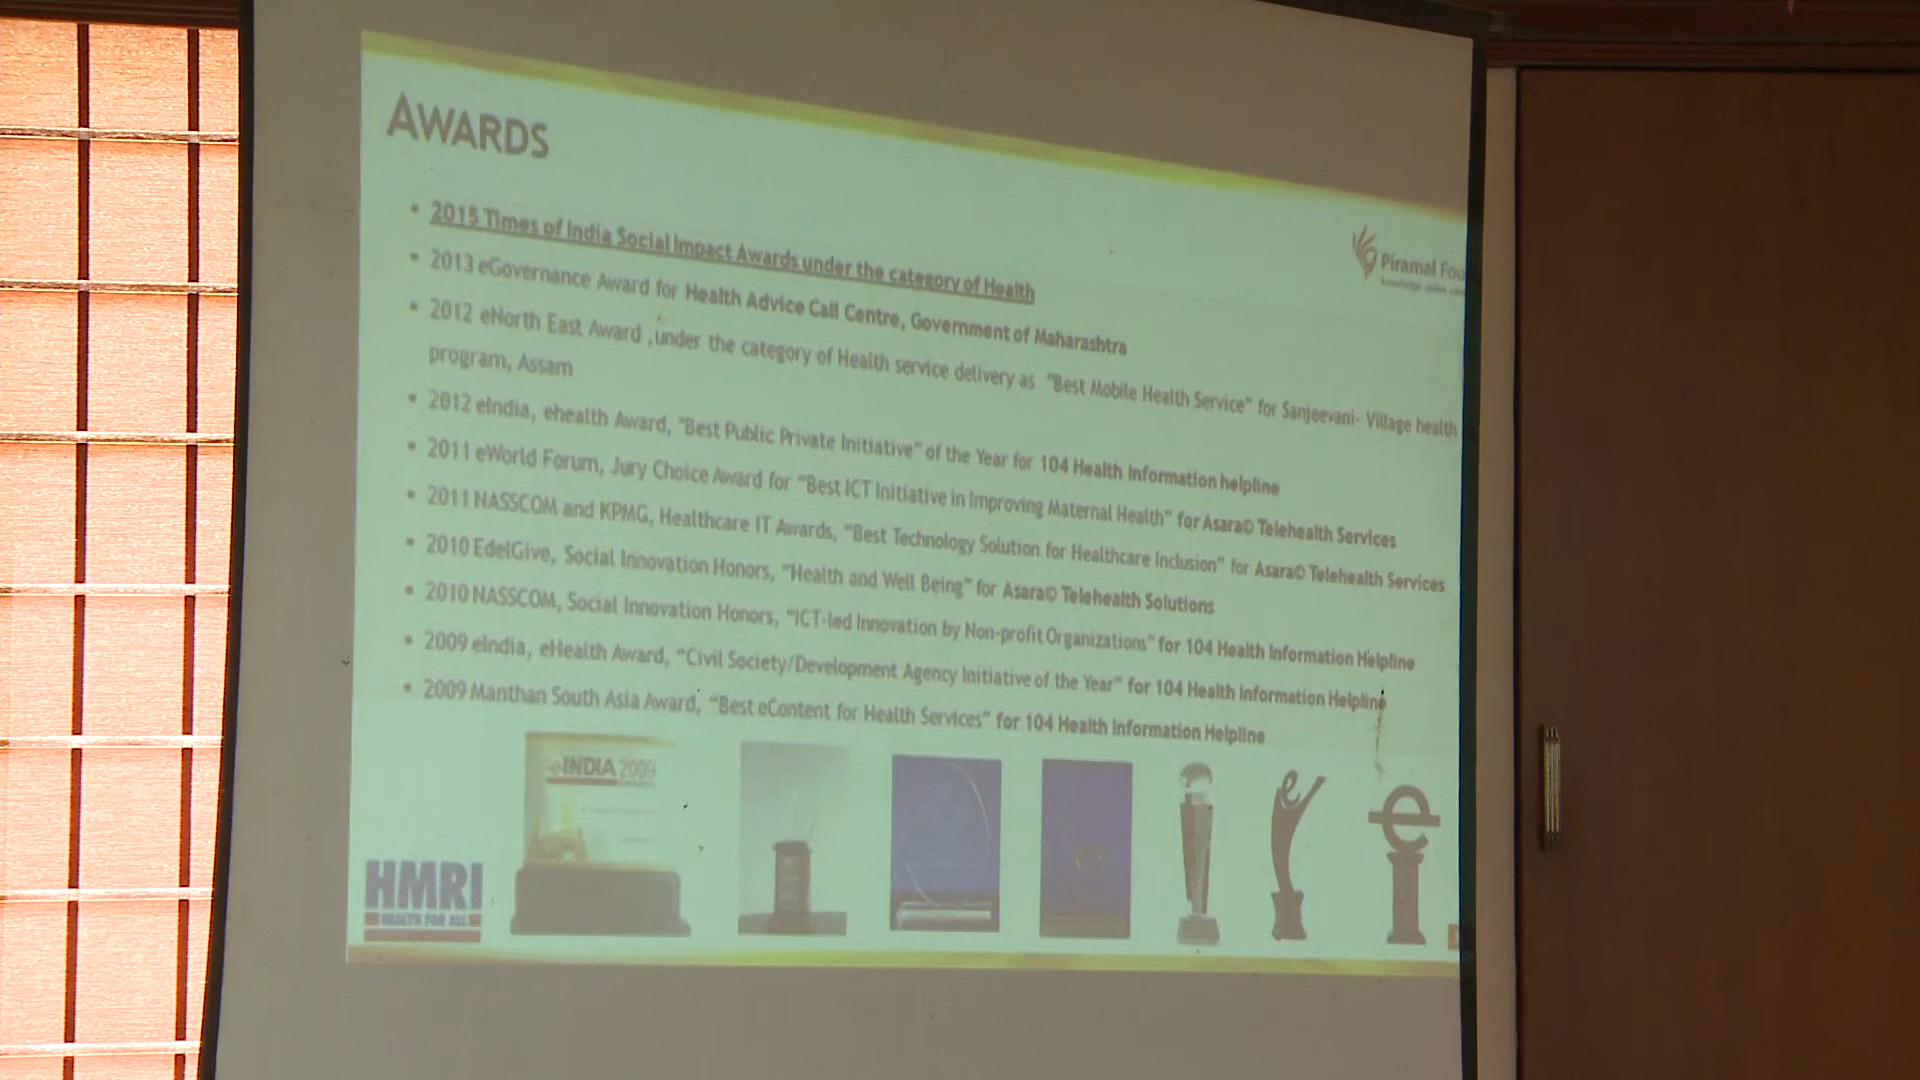 AWARDS
Piramal
• 2015 Times of India Social Impact Awards under the category of Health
• 2013 eGovernance Award for Health Advice Call Centre, Government of Maharashtra
• 2012 eNorth East Award ,under the category of Health service delivery as "Best Mobile Health Service" for Sanjeevani- Village health
program, Assam
• 2012 eIndia, ehealth Award, "Best Public Private Initiative" of the Year for 104 Health Information helpline
• 2011 eWorld Forum, Jury Choice Award for "Best ICT Initiative in Improving Maternal Health" for Asara© Telehealth Services
• 2011 NASSCOM and KPMG, Healthcare IT Awards, "Best Technology Solution for Healthcare Inclusion" for Asara© Telehealth Services
• 2010 EdelGive, Social Innovation Honors, "Health and Well Being" for Asara© Telehealth Solutions
• 2010 NASSCOM, Social Innovation Honors, "ICT-led Innovation by Non-profit Organizations" for 104 Health Information Helpline
• 2009 eIndia, eHealth Award, "Civil Society/Development Agency Initiative of the Year" for 104 Health Information Helpline
• 2009 Manthan South Asia Award, "Best eContent for Health Services" for 104 Health Information Helpline
eINDIA 2009
e
e
HMRI
HEALTH FOR ALL